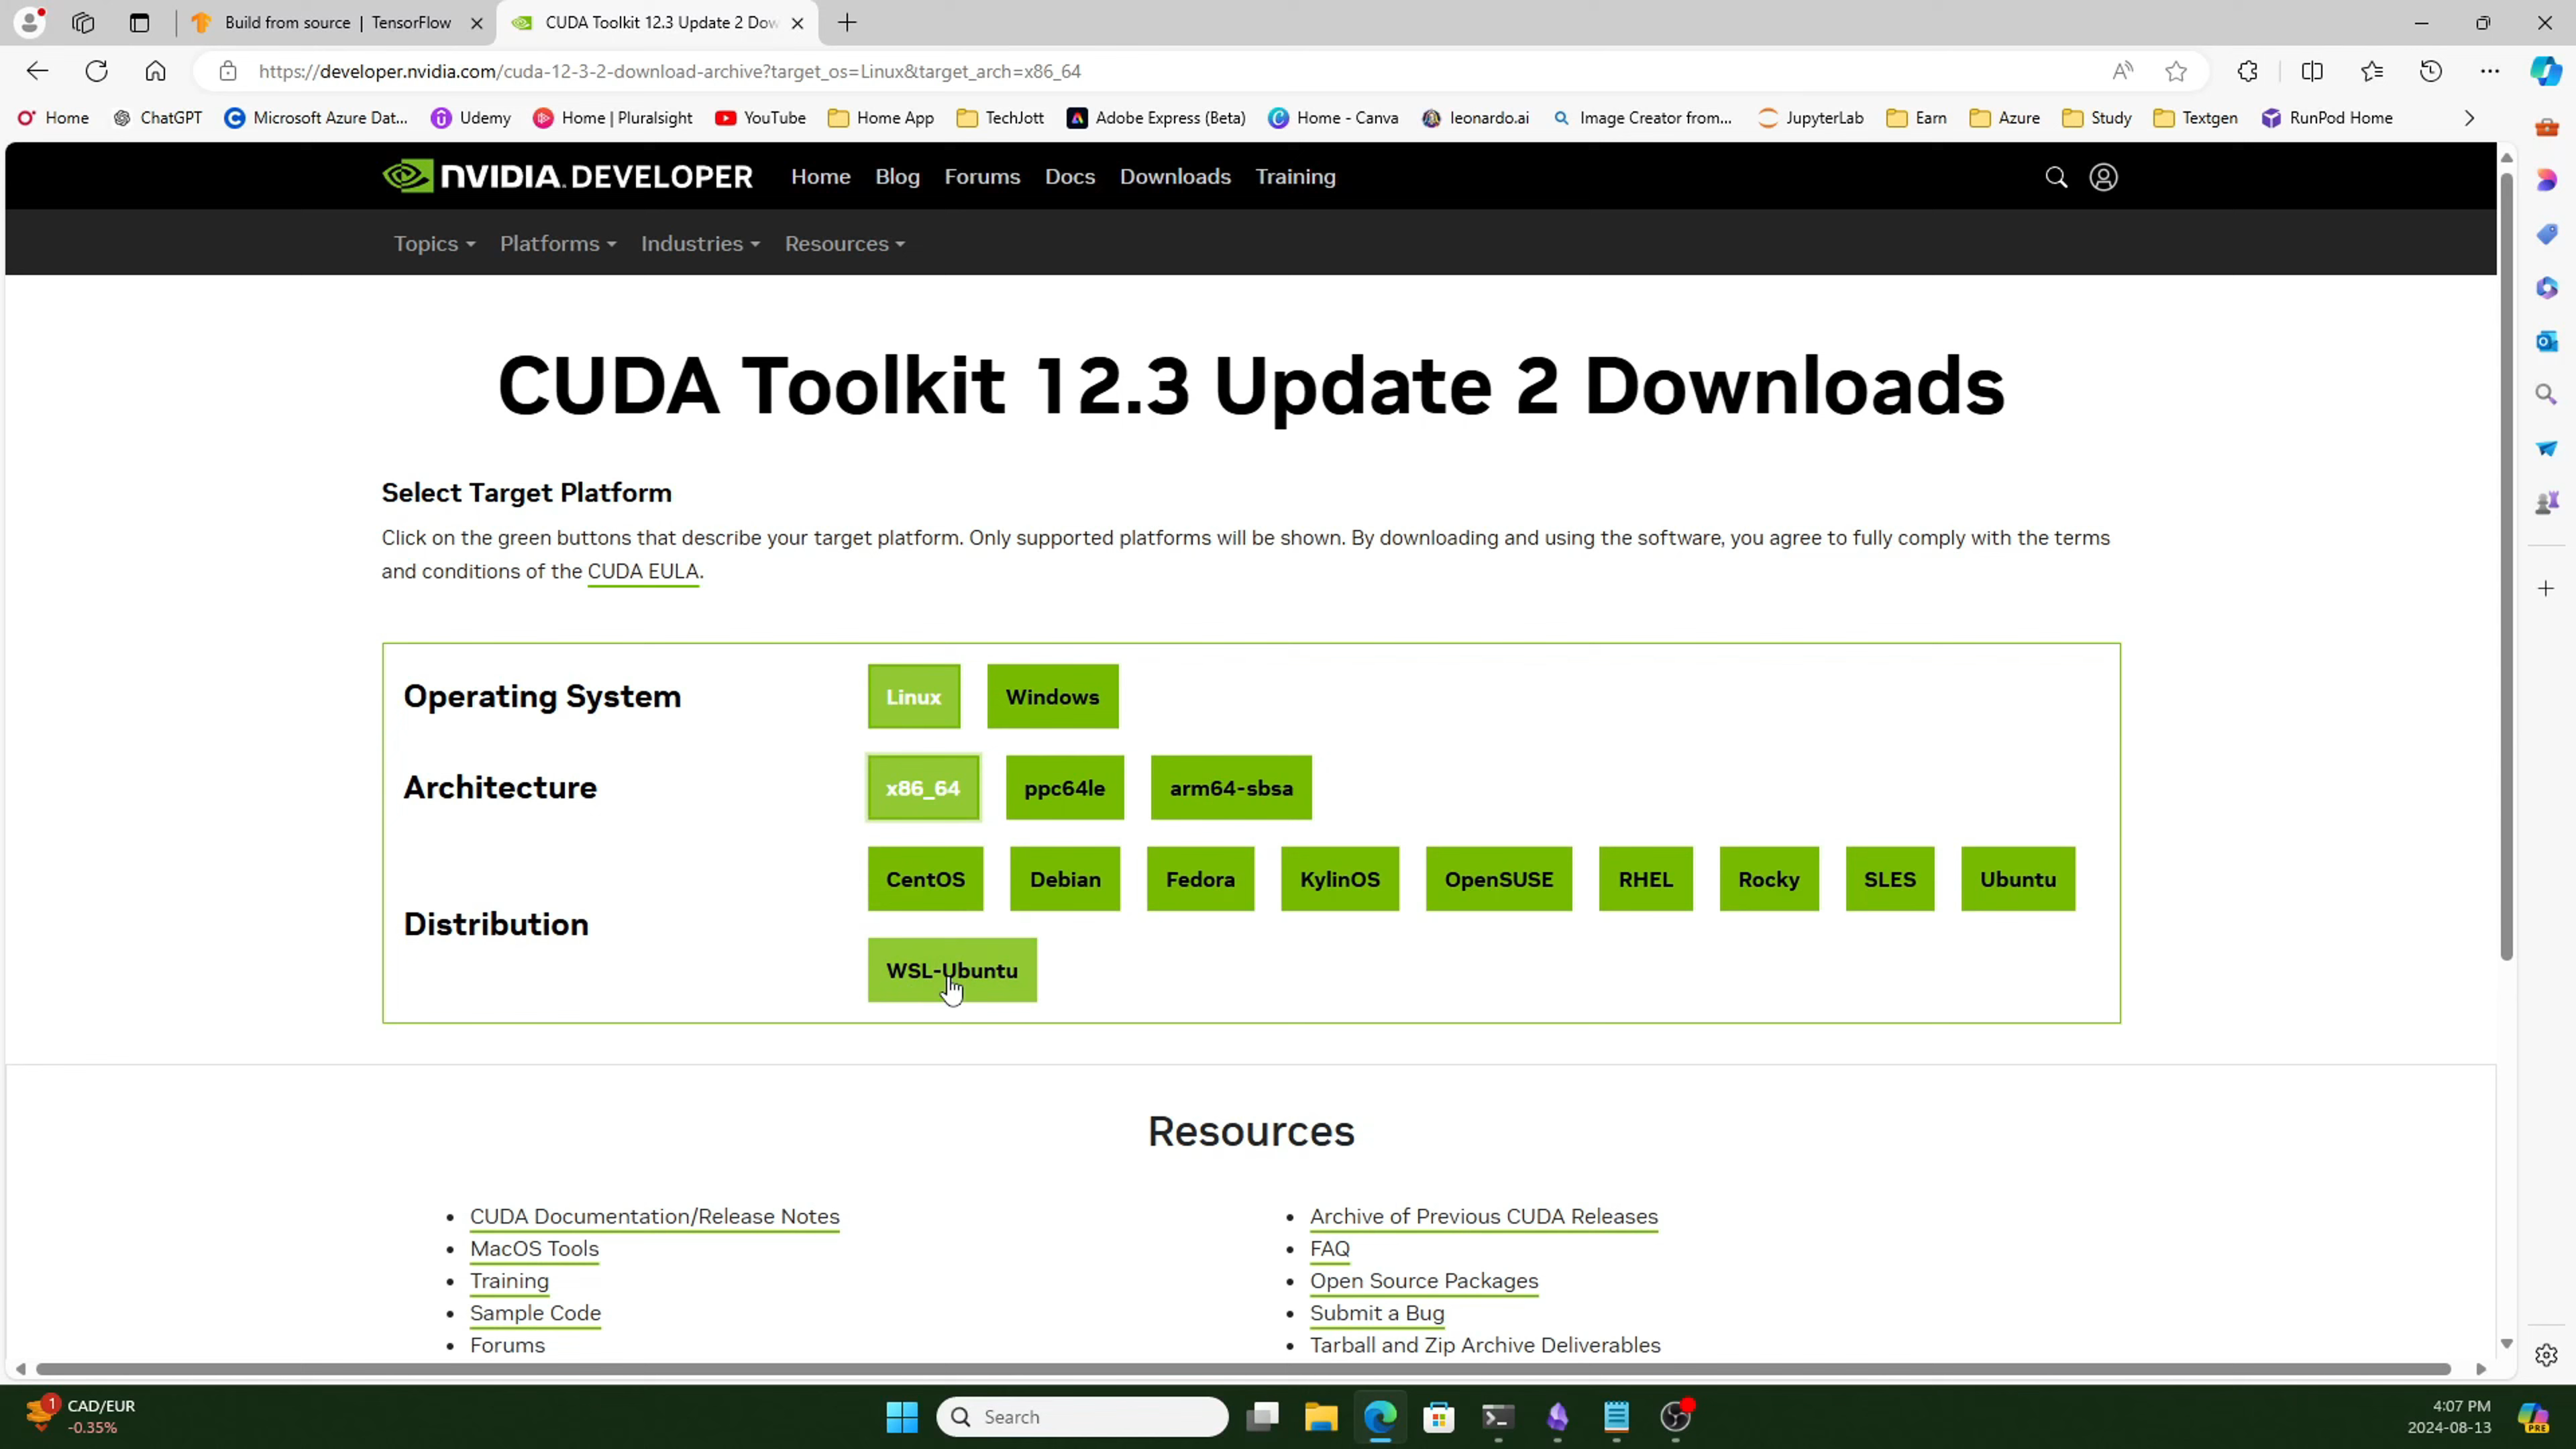 Build from source | TensorFlow
CUDA Toolkit 12.3 Update 2 Dow
https://developer.nvidia.com/cuda-12-3-2-download-archive?target_os=Linux&target_arch=x86_64
Home ChatGPT Microsoft Azure Dat... Udemy Home | Pluralsight YouTube Home App TechJott Adobe Express (Beta) Home - Canva leonardo.ai Image Creator from... JupyterLab Earn Azure Study Textgen RunPod Home
NVIDIA. DEVELOPER Home Blog Forums Docs Downloads Training
Topics Platforms Industries Resources
CUDA Toolkit 12.3 Update 2 Downloads
Select Target Platform
Click on the green buttons that describe your target platform. Only supported platforms will be shown. By downloading and using the software, you agree to fully comply with the terms
and conditions of the CUDA EULA.
Operating System Linux Windows
Architecture x86_64 ppc64le arm64-sbsa
CentOS Debian Fedora KylinOS OpenSUSE RHEL Rocky SLES Ubuntu
Distribution
WSL-Ubuntu
Resources
• CUDA Documentation/Release Notes
• MacOS Tools
• Training
• Sample Code
• Forums
• Archive of Previous CUDA Releases
• FAQ
• Open Source Packages
• Submit a Bug
• Tarball and Zip Archive Deliverables
1
CAD/EUR
-0.35%
Search
4:07 PM
2024-08-13
PRE